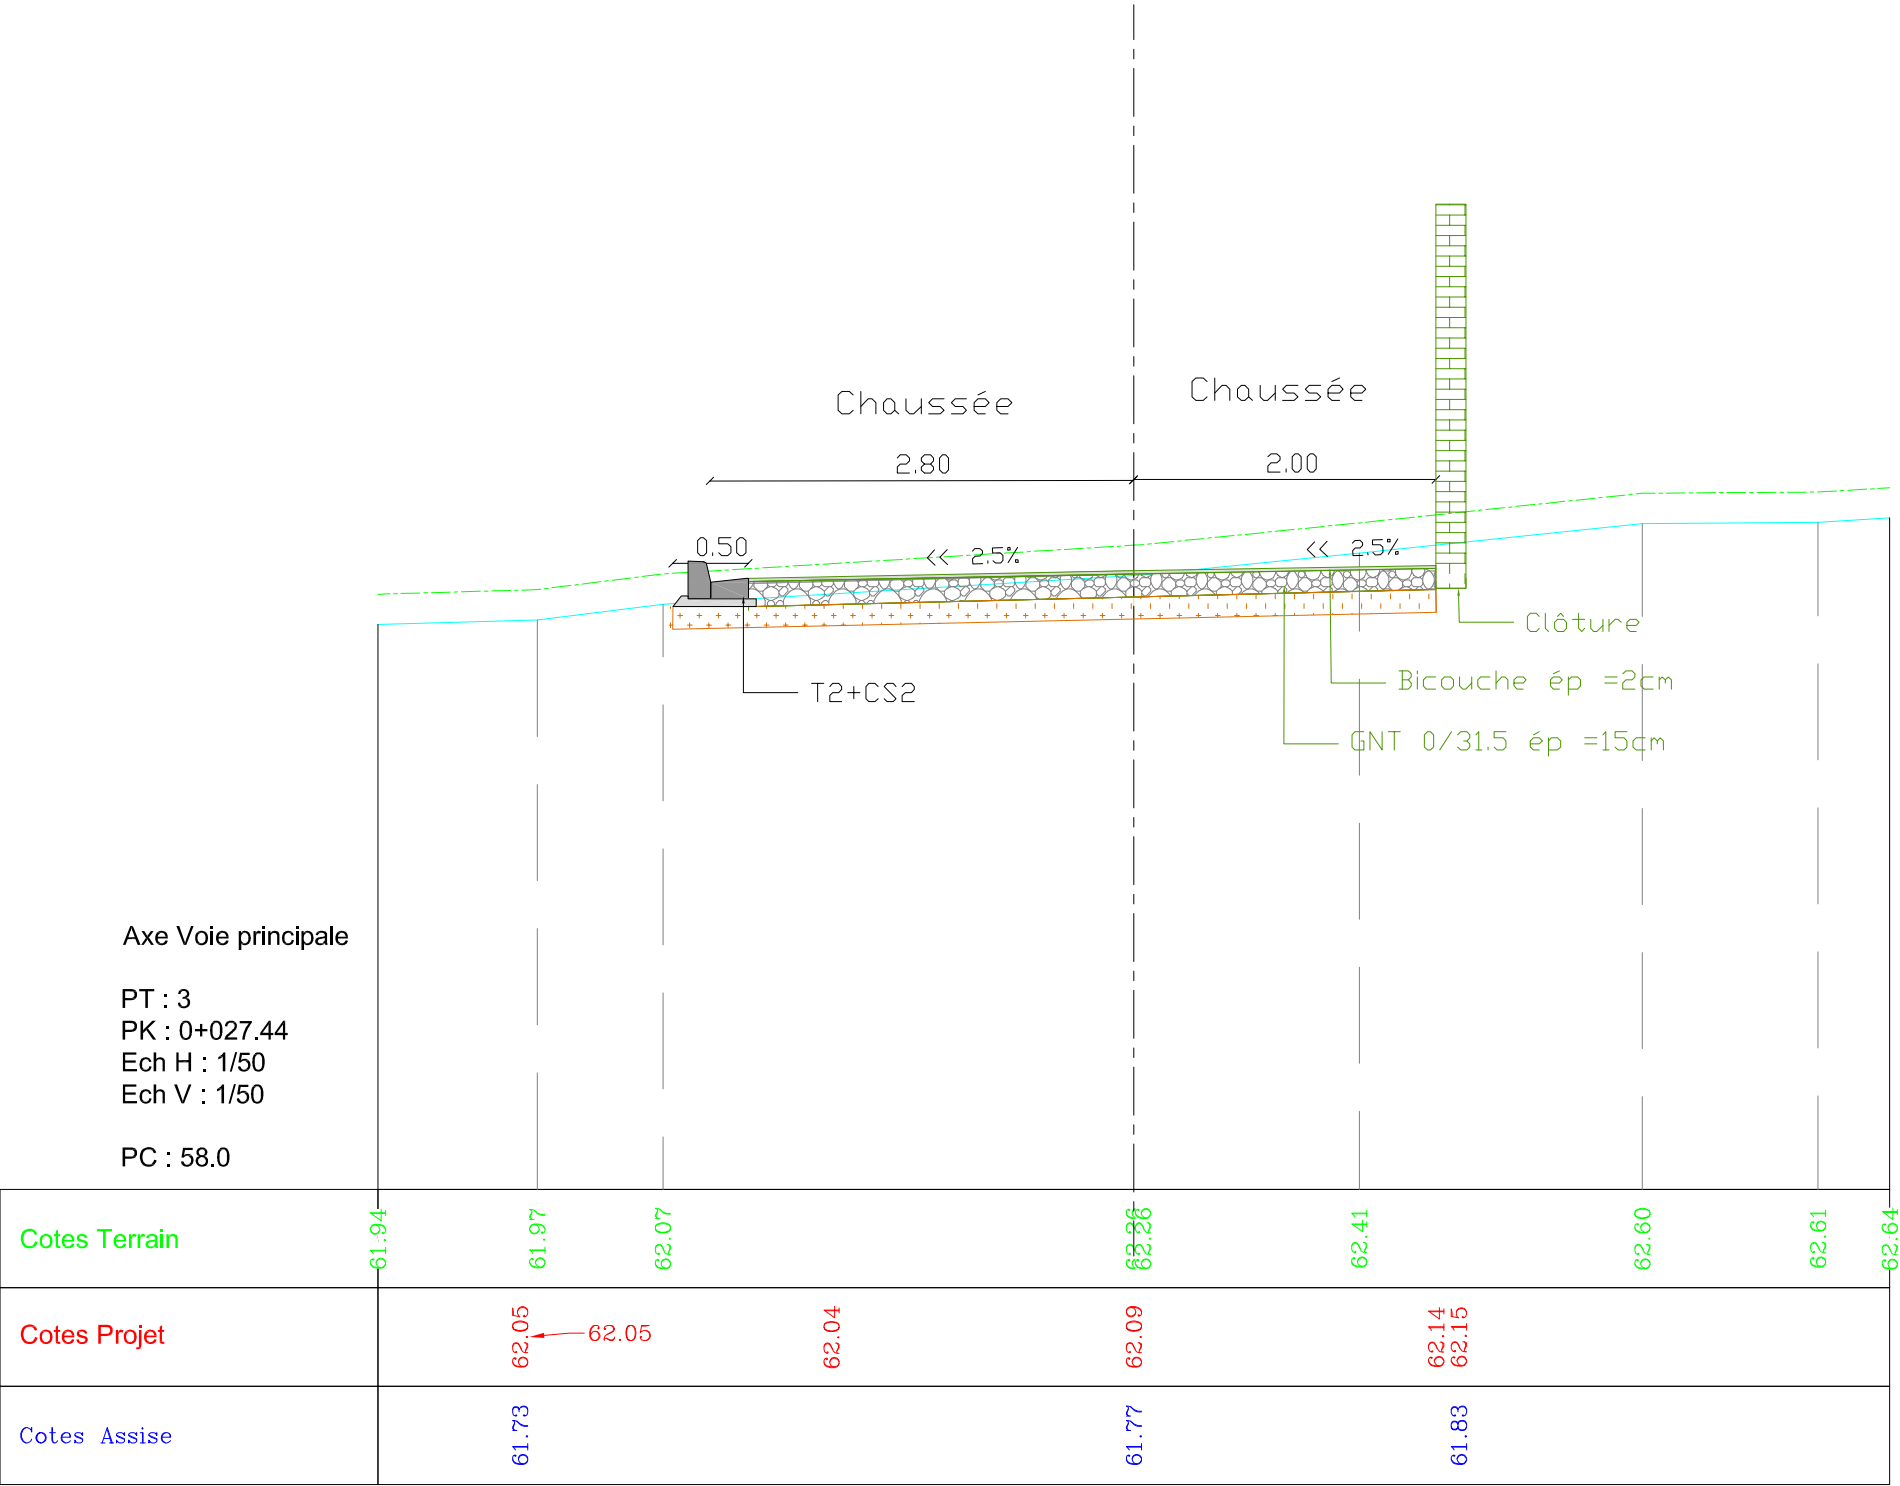 Chaussée
Chaussée
2.80
2.00
0.50
<< 2.5%
<< 2.5%
Clôture
Bicouche ép =2cm
T2+CS2
GNT 0/31.5 ép =15cm
Axe Voie principale
PT : 3
PK : 0+027.44
Ech H : 1/50
Ech V : 1/50
PC : 58.0
Cotes Terrain
61.94
61.97
62.07
62.26
62.26
62.41
62.60
62.61
62.64
Cotes Projet
62.05
62.05
62.04
62.09
62.14
62.15
Cotes Assise
61.73
61.77
61.83